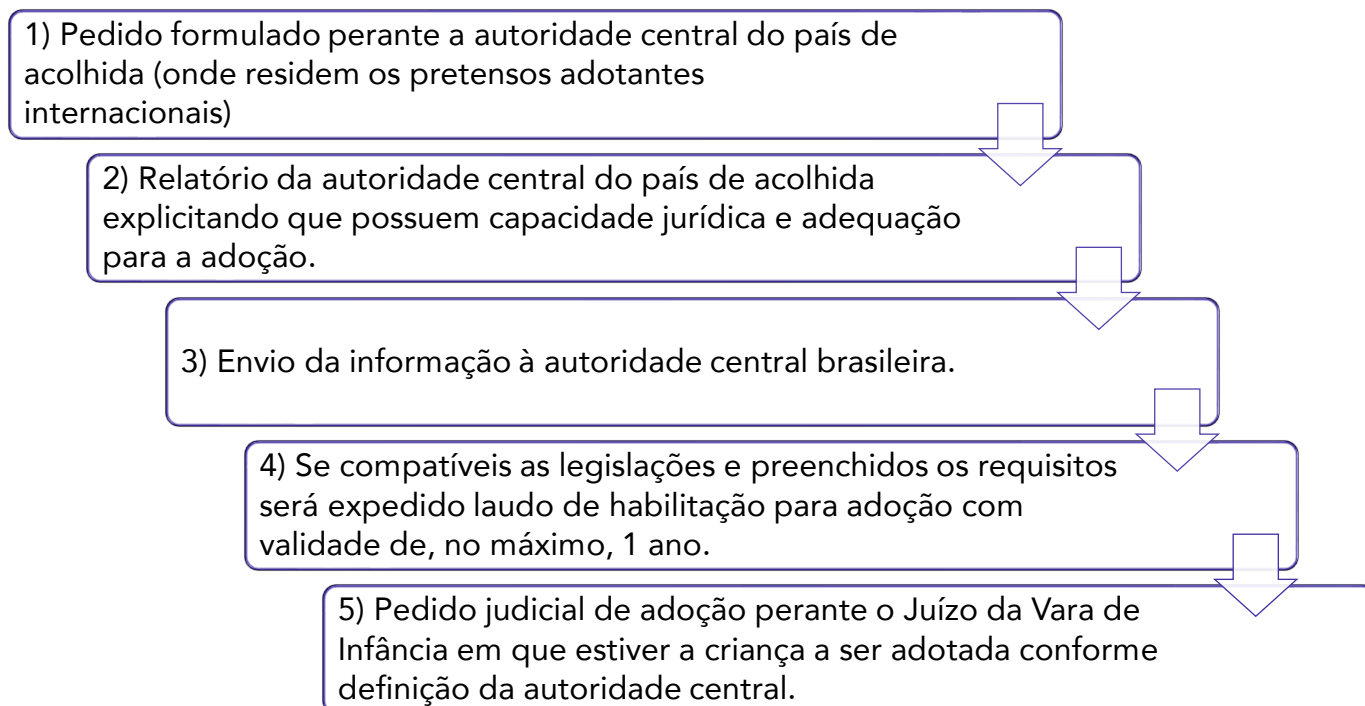 1) Pedido formulado perante a autoridade central do país de
acolhida (onde residem os pretensos adotantes
internacionais)
2) Relatório da autoridade central do país de acolhida
explicitando que possuem capacidade jurídica e adequação
para a adoção.
3) Envio da informação à autoridade central brasileira.
4) Se compatíveis as legislações e preenchidos os requisitos
será expedido laudo de habilitação para adoção com
validade de, no máximo, 1 ano.
5) Pedido judicial de adoção perante o Juízo da Vara de
Infância em que estiver a criança a ser adotada conforme
definição da autoridade central.